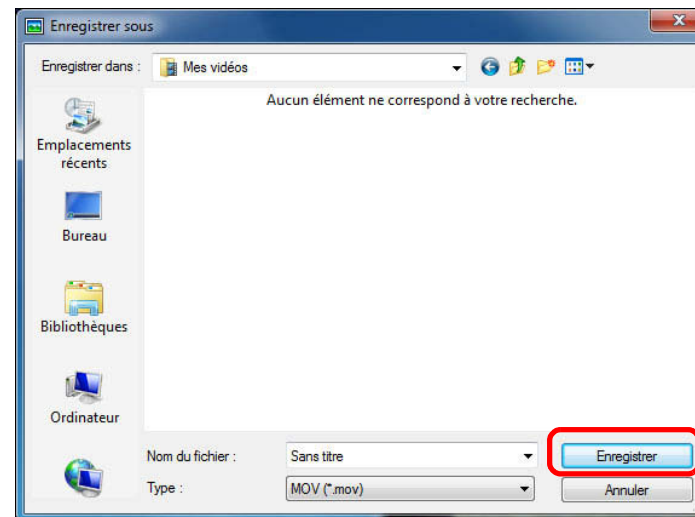 Enregistrer sous
Enregistrer dans :
Mes vidéos
Aucun élément ne correspond à votre recherche.
Emplacements
récents
Bureau
Bibliothèques
Ordinateur
Nom du fichier :
Sans titre
Enregistrer
Type :
MOV (*.mov)
Annuler